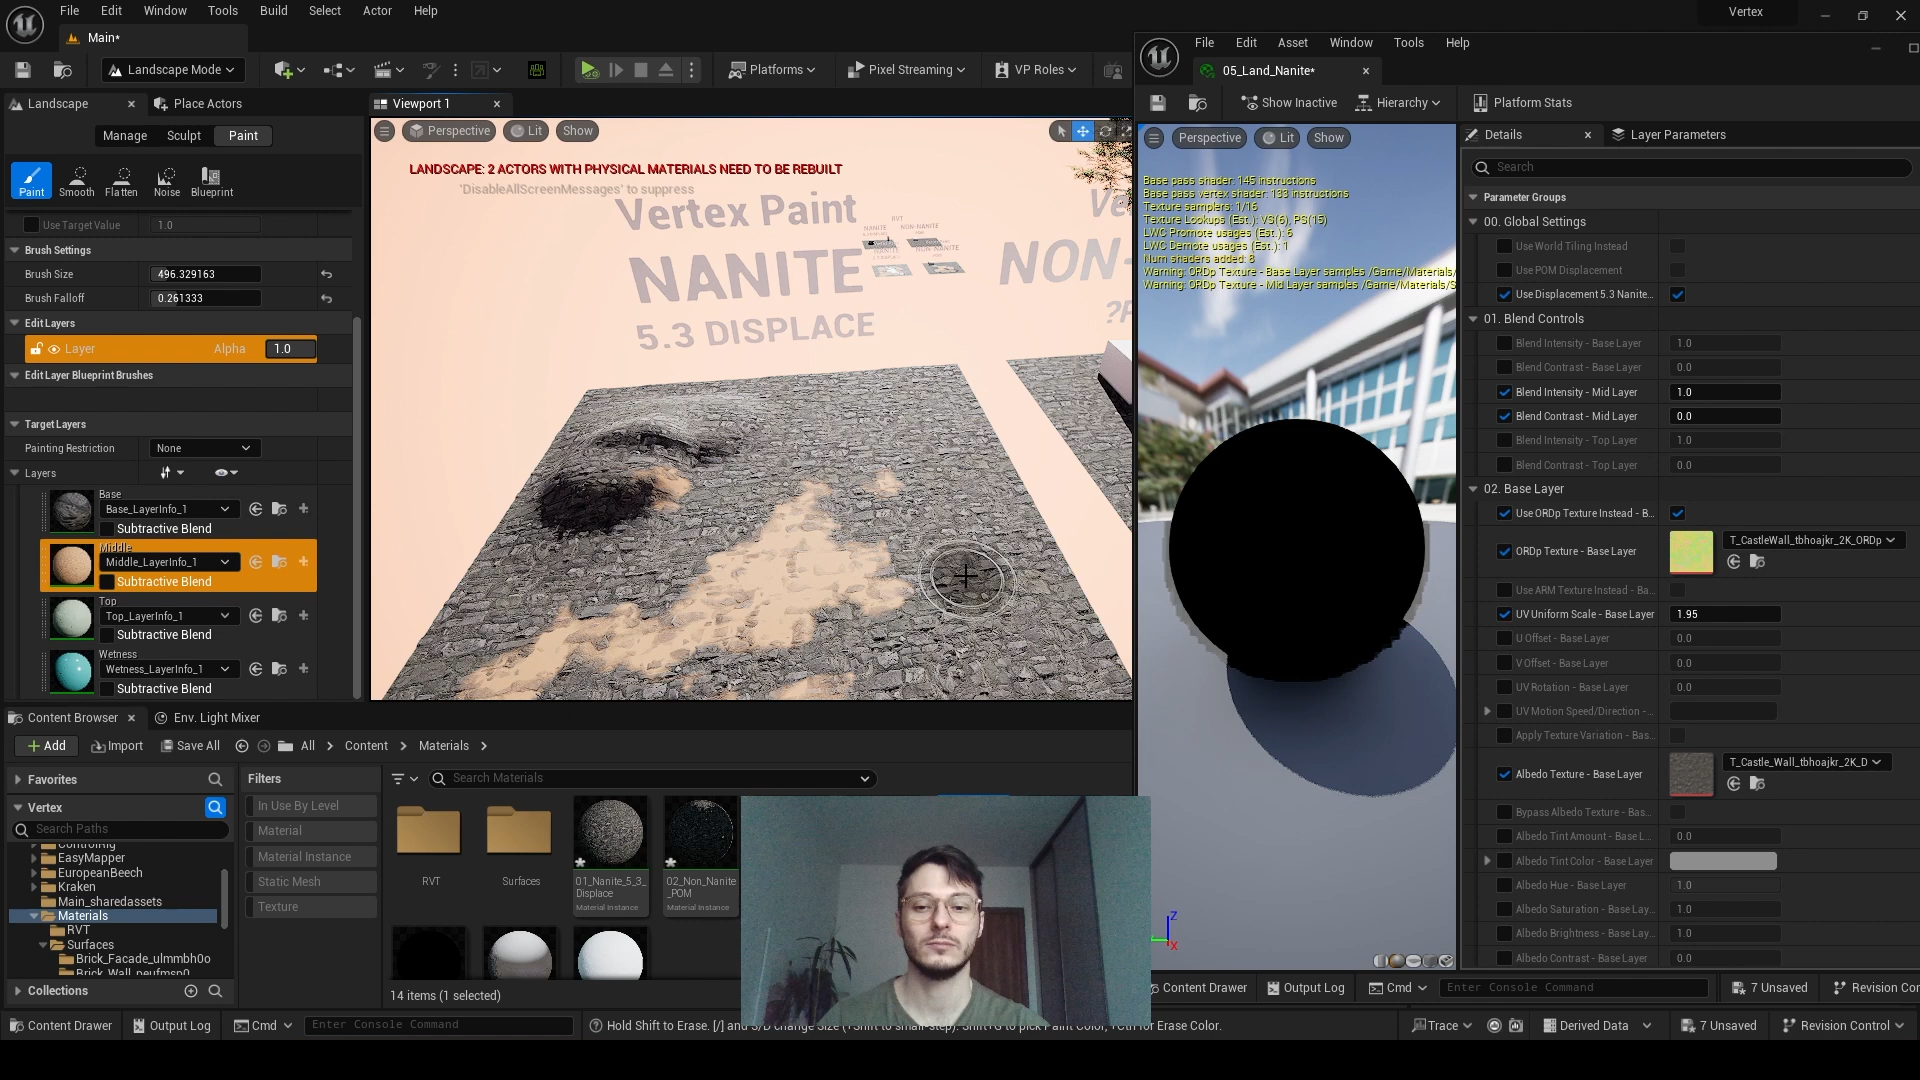 File Edit Window Tools Build Select Actor Help
Vertex
Main*
Landscape Mode
Platforms
Pixel Streaming
VP Roles
Landscape
Place Actors
Manage Sculpt Paint
Paint Smooth Flatten Noise Blueprint
Use Target Value 1.0
Brush Settings
Brush Size 496.329163
Brush Falloff 0.261333
Edit Layers
Layer Alpha 1.0
Edit Layer Blueprint Brushes
Target Layers
Painting Restriction None
Layers
Base
Base_LayerInfo_1
Subtractive Blend
Middle
Middle_LayerInfo_1
Subtractive Blend
Top
Top_LayerInfo_1
Subtractive Blend
Wetness
Wetness_LayerInfo_1
Subtractive Blend
Viewport 1
Perspective Lit Show
LANDSCAPE: 2 ACTORS WITH PHYSICAL MATERIALS NEED TO BE REBUILT
'DisableAllScreenMessages' to suppress
Vertex Paint
NANITE
5.3 DISPLACE
RVT
NANITE NON-NANITE
NON-
?P
File Edit Asset Window Tools Help
05_Land_Nanite*
Show Inactive Hierarchy Platform Stats
Perspective Lit Show
Base pass shader: 145 instructions
Base pass vertex shader: 133 instructions
Texture samplers: 1/16
Texture Lookups (Est.): VS(6), PS(15)
LWC Promote usages (Est.): 6
LWC Demote usages (Est.): 1
Num shaders added: 8
Warning: ORDp Texture - Base Layer samples /Game/Materials/
Warning: ORDp Texture - Mid Layer samples /Game/Materials/S
Z
X
Details
Layer Parameters
Search
Parameter Groups
00. Global Settings
Use World Tiling Instead
Use POM Displacement
Use Displacement 5.3 Nanite...
01. Blend Controls
Blend Intensity - Base Layer 1.0
Blend Contrast - Base Layer 0.0
Blend Intensity - Mid Layer 1.0
Blend Contrast - Mid Layer 0.0
Blend Intensity - Top Layer 1.0
Blend Contrast - Top Layer 0.0
02. Base Layer
Use ORDp Texture Instead - B...
ORDp Texture - Base Layer T_CastleWall_tbhoajkr_2K_ORDp
Use ARM Texture Instead - Ba...
UV Uniform Scale - Base Layer 1.95
U Offset - Base Layer 0.0
V Offset - Base Layer 0.0
UV Rotation - Base Layer 0.0
UV Motion Speed/Direction -...
Apply Texture Variation - Bas...
Albedo Texture - Base Layer T_Castle_Wall_tbhoajkr_2K_D
Bypass Albedo Texture - Bas...
Albedo Tint Amount - Base L... 0.0
Albedo Tint Color - Base Layer
Albedo Hue - Base Layer 1.0
Albedo Saturation - Base Lay... 1.0
Albedo Brightness - Base Lay... 1.0
Albedo Contrast - Base Layer 0.0
Content Browser
Env. Light Mixer
Add Import Save All All Content Materials
Favorites
Vertex
Search Paths
ControlRig
EasyMapper
EuropeanBeech
Kraken
Main_sharedassets
Materials
RVT
Surfaces
Brick_Facade_ulmmbh0o
Brick_Wall_peufmsp0
Collections
Filters
In Use By Level
Material
Material Instance
Static Mesh
Texture
Search Materials
RVT
Surfaces
01_Nanite_5_3_
Displace
Material Instance
02_Non_Nanite
_POM
Material Instance
14 items (1 selected)
Content Drawer Output Log Cmd Enter Console Command 7 Unsaved Revision Con
Content Drawer Output Log Cmd Enter Console Command
Hold Shift to Erase. [/] and S/D change Size (+Shift to small-step). Shift+G to pick Paint Color, +Ctrl for Erase Color.
Trace Derived Data 7 Unsaved Revision Control